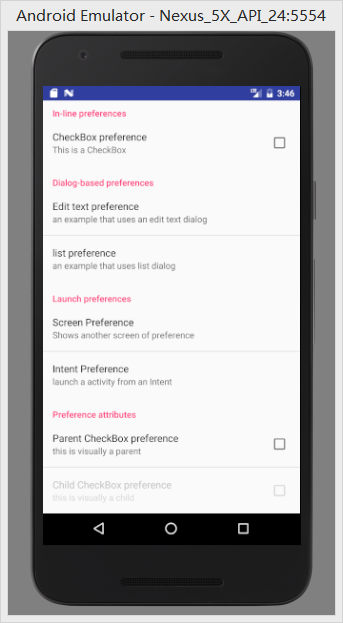 Android Emulator - Nexus_5X_API_24:5554
3:46
In-line preferences
CheckBox preference
This is a CheckBox
Dialog-based preferences
Edit text preference
an example that uses an edit text dialog
list preference
an example that uses list dialog
Launch preferences
Screen Preference
Shows another screen of preference
Intent Preference
launch a activity from an Intent
Preference attributes
Parent CheckBox preference
this is visually a parent
Child CheckBox preference
this is visually a child